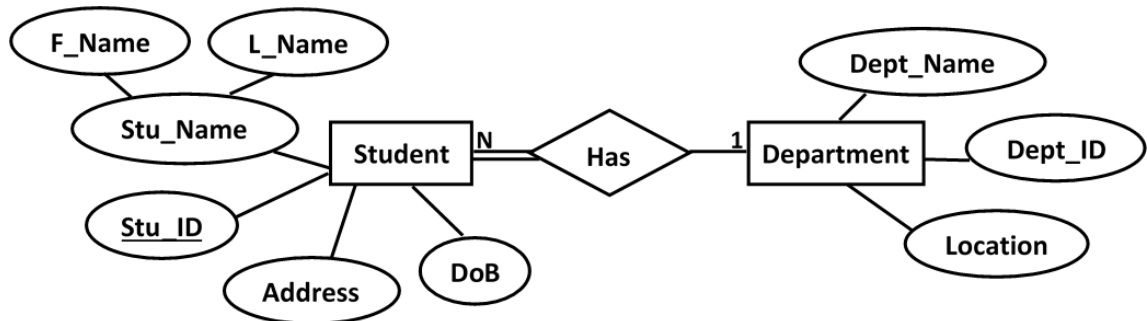 F_Name
L_Name
Stu_Name
Stu_ID
Address
DoB
Student
N
Has
1
Department
Dept_Name
Dept_ID
Location